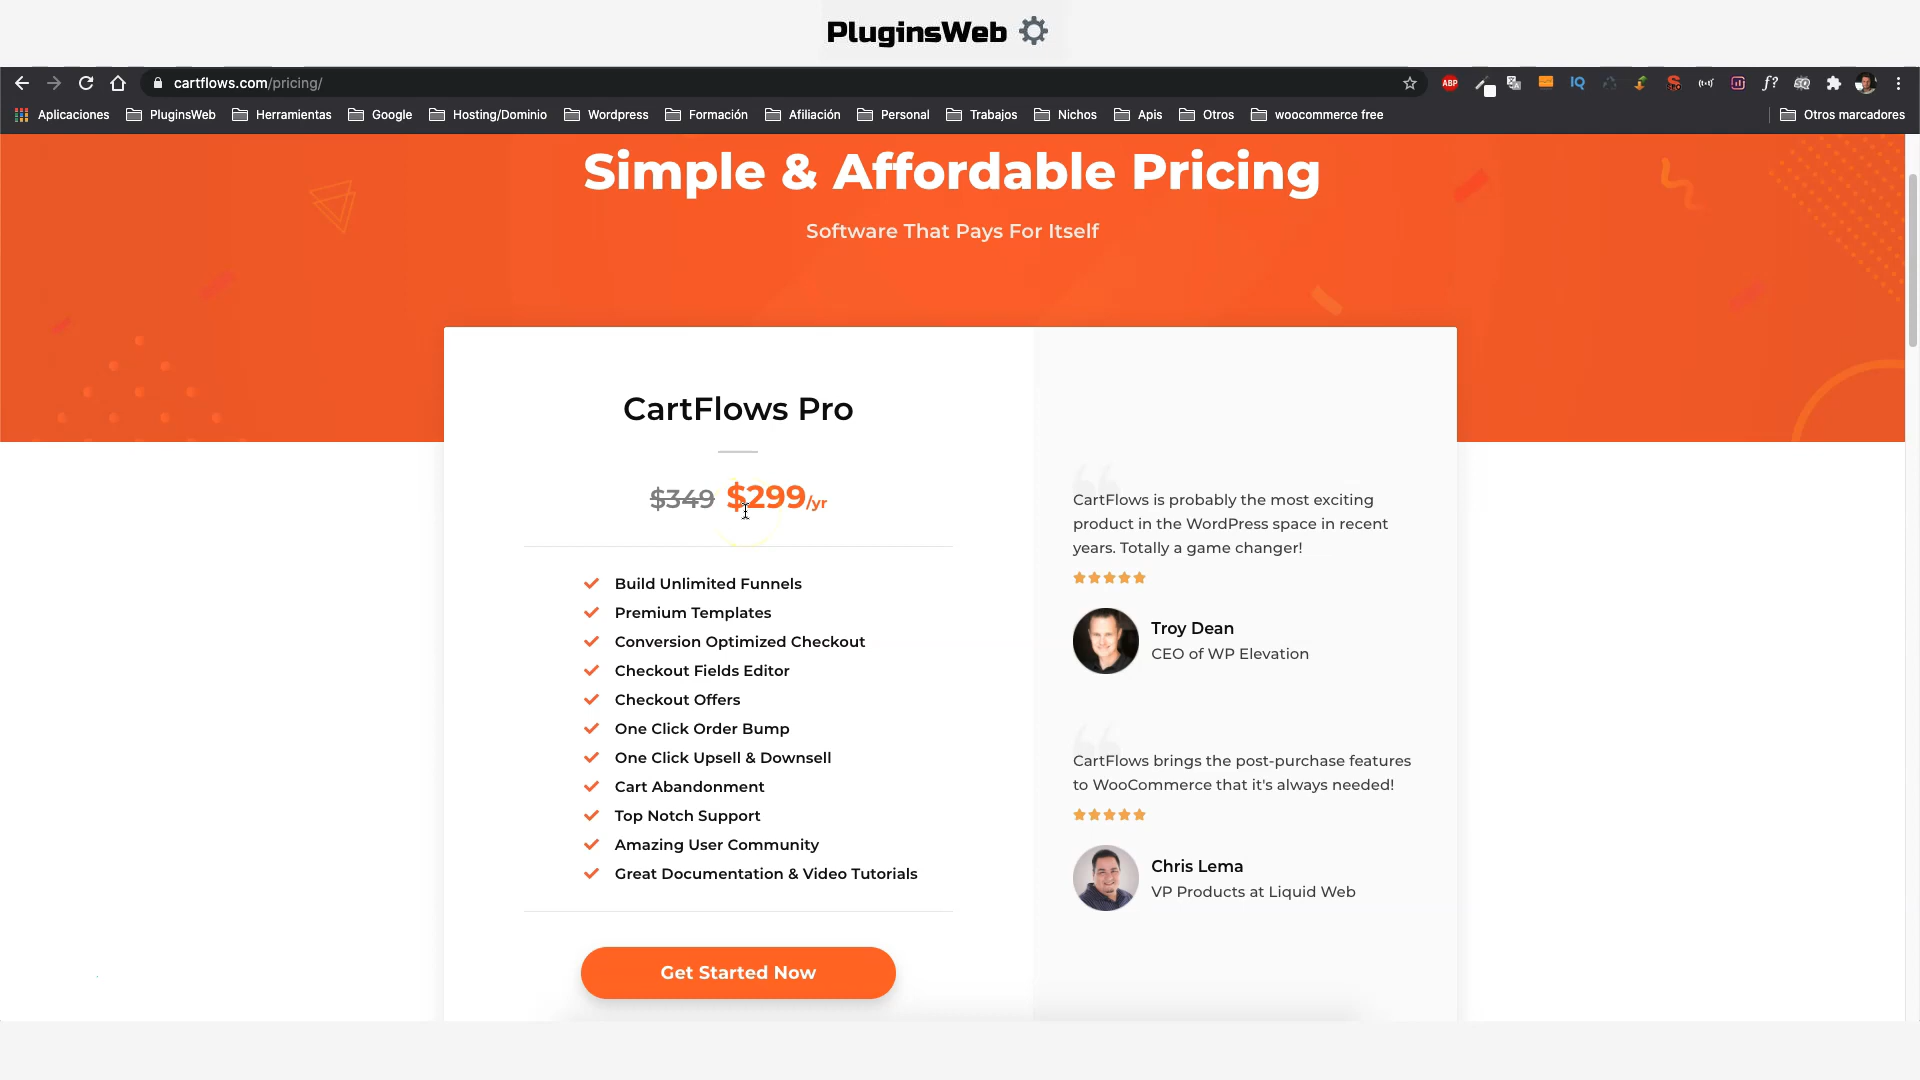 PluginsWeb
cartflows.com/pricing/
ABP
IQ
f?
Aplicaciones
PluginsWeb
Herramientas
Google
Hosting/Dominio
Wordpress
Formación
Afiliación
Personal
Trabajos
Nichos
Apis
Otros
woocommerce free
Otros marcadores
Simple & Affordable Pricing
Software That Pays For Itself
CartFlows Pro
$349 $299/yr
Build Unlimited Funnels
Premium Templates
Conversion Optimized Checkout
Checkout Fields Editor
Checkout Offers
One Click Order Bump
One Click Upsell & Downsell
Cart Abandonment
Top Notch Support
Amazing User Community
Great Documentation & Video Tutorials
Get Started Now
CartFlows is probably the most exciting
product in the WordPress space in recent
years. Totally a game changer!
Troy Dean
CEO of WP Elevation
CartFlows brings the post-purchase features
to WooCommerce that it's always needed!
Chris Lema
VP Products at Liquid Web